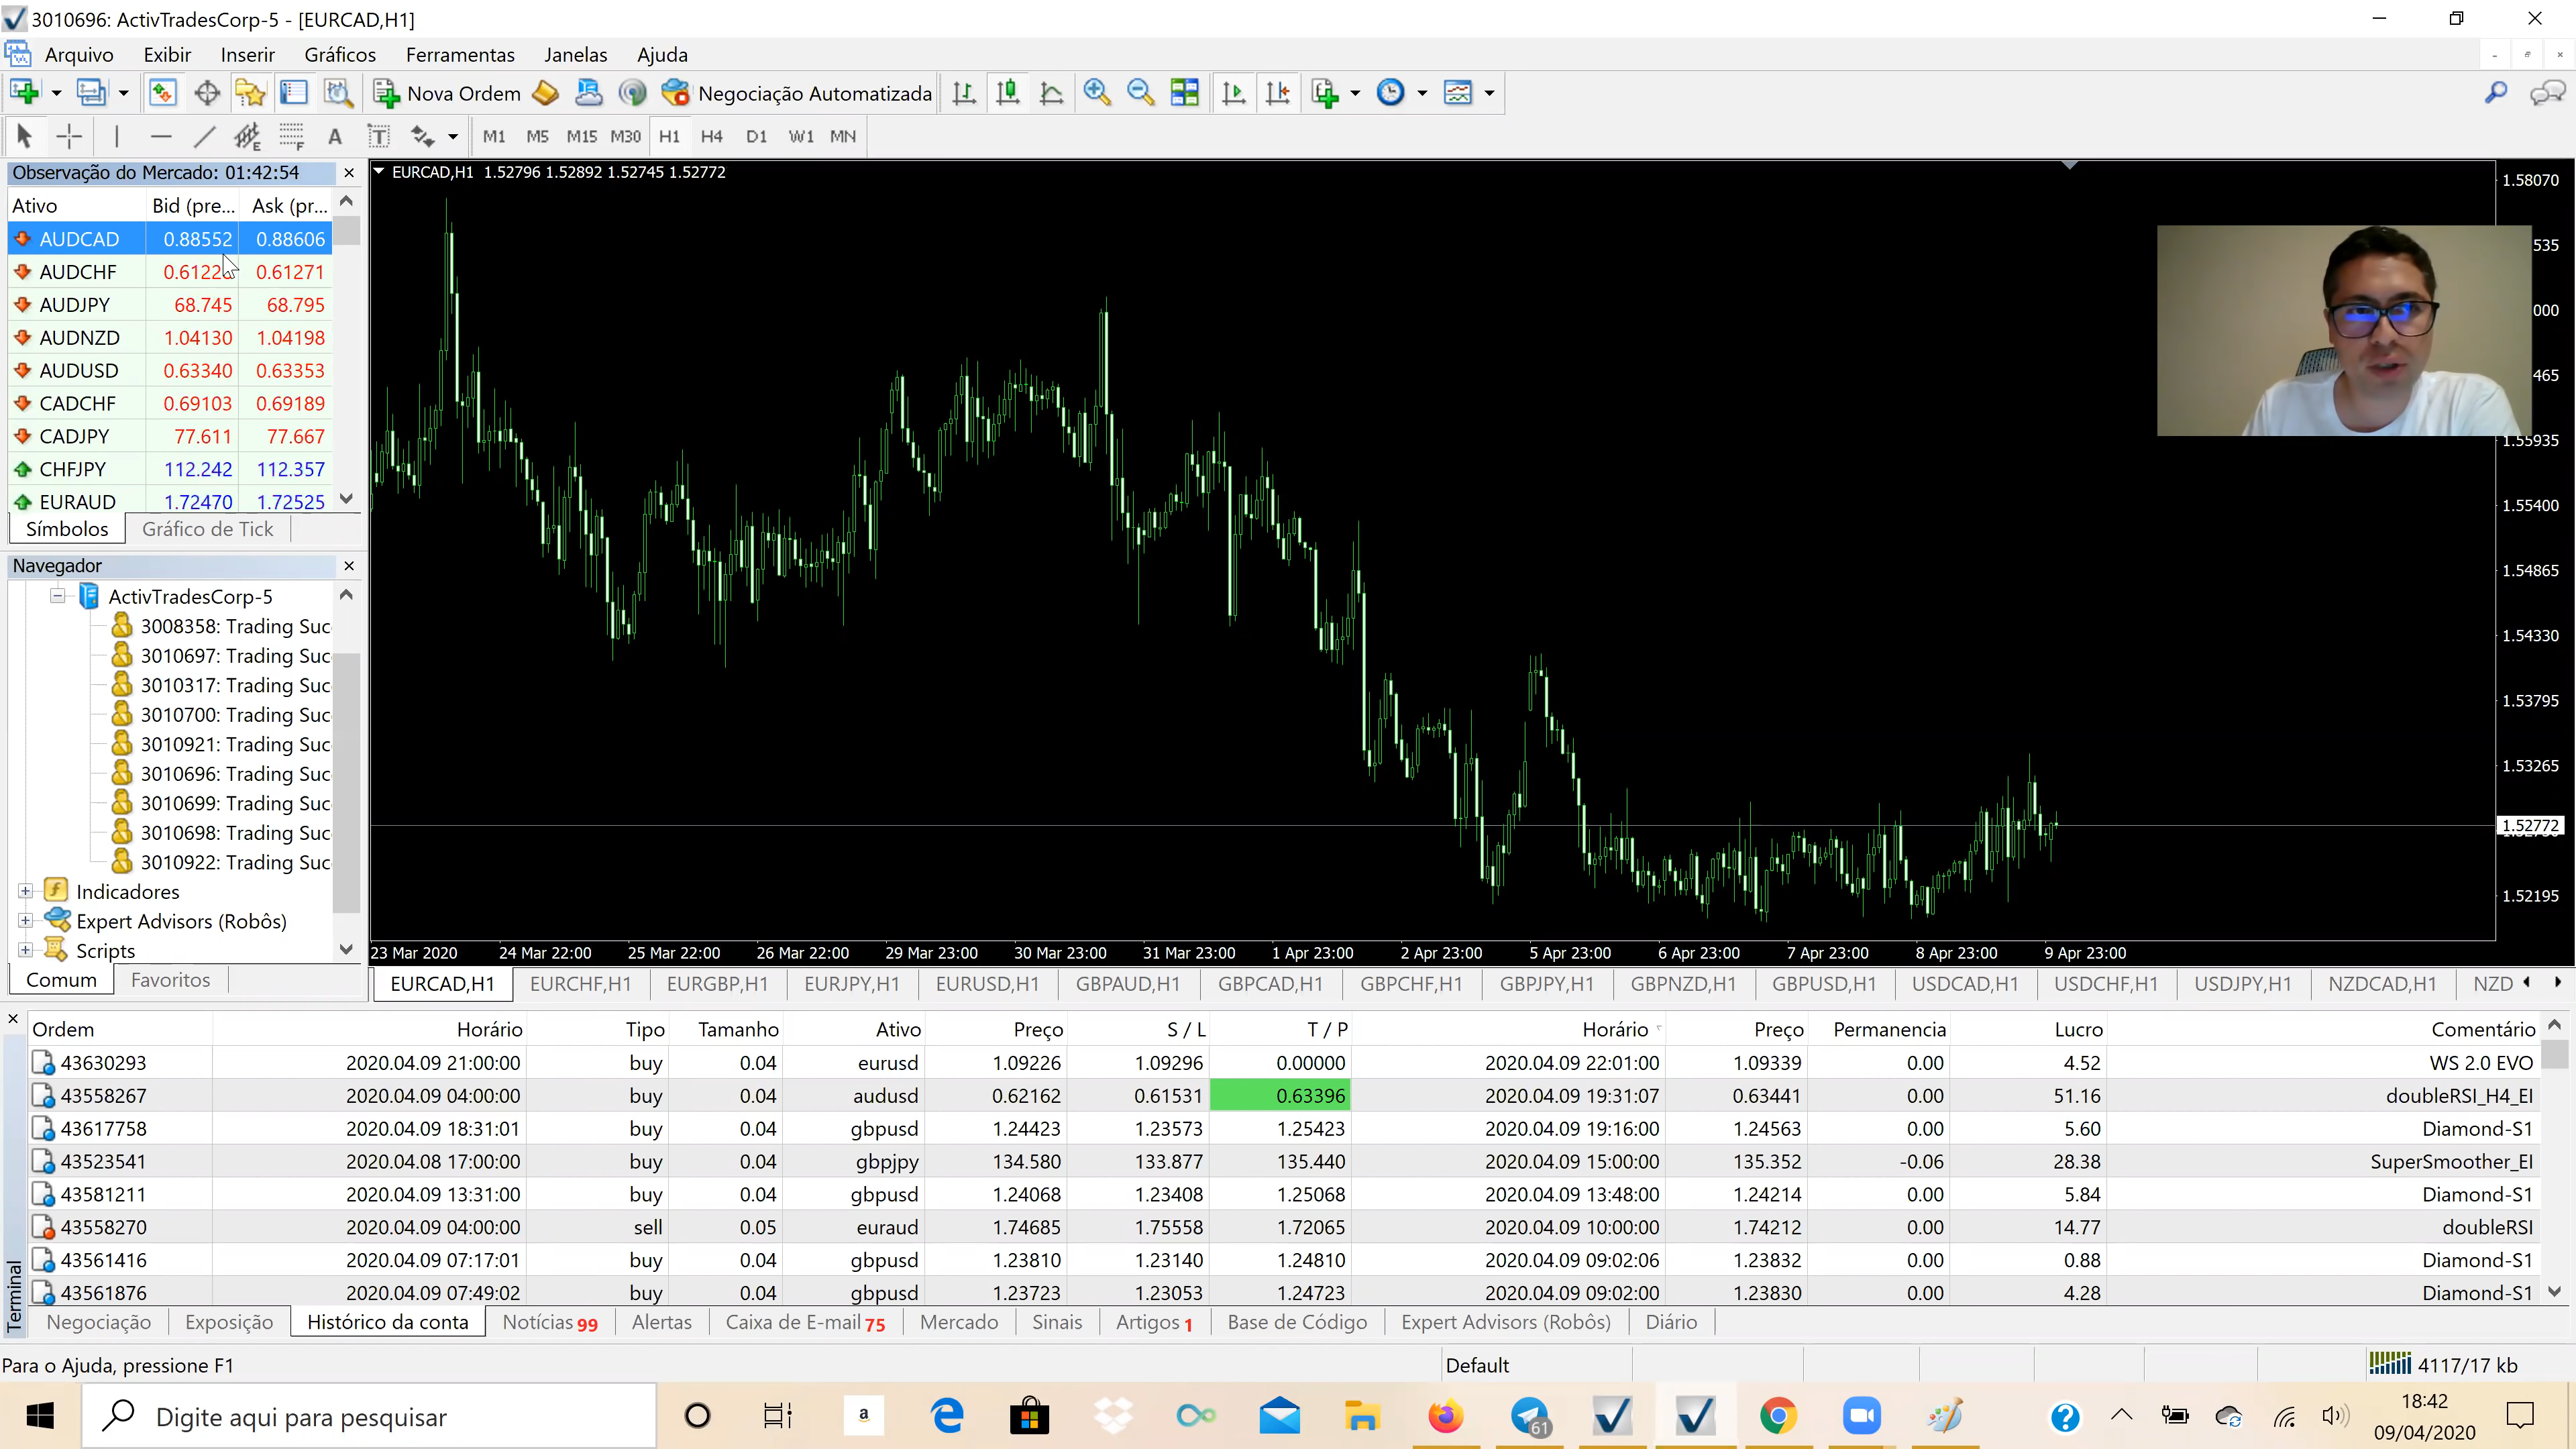 3010696: ActivTradesCorp-5 - [EURCAD,H1]
Arquivo Exibir Inserir Gráficos Ferramentas Janelas Ajuda
Nova Ordem Negociação Automatizada
M1 M5 M15 M30 H1 H4 D1 W1 MN
Observação do Mercado: 01:42:54
Ativo Bid (pre... Ask (pr...
AUDCAD 0.88552 0.88606
AUDCHF 0.6122 0.61271
AUDJPY 68.745 68.795
AUDNZD 1.04130 1.04198
AUDUSD 0.63340 0.63353
CADCHF 0.69103 0.69189
CADJPY 77.611 77.667
CHFJPY 112.242 112.357
EURAUD 1.72470 1.72525
Símbolos Gráfico de Tick
Navegador
ActivTradesCorp-5
3008358: Trading Suc
3010697: Trading Suc
3010317: Trading Suc
3010700: Trading Suc
3010921: Trading Suc
3010696: Trading Suc
3010699: Trading Suc
3010698: Trading Suc
3010922: Trading Suc
Indicadores
Expert Advisors (Robôs)
Scripts
Comum Favoritos
EURCAD,H1 1.52796 1.52892 1.52745 1.52772
1.58070
535
000
465
1.55935
1.55400
1.54865
1.54330
1.53795
1.53265
1.52772
1.52195
23 Mar 2020 24 Mar 22:00 25 Mar 22:00 26 Mar 22:00 29 Mar 23:00 30 Mar 23:00 31 Mar 23:00 1 Apr 23:00 2 Apr 23:00 5 Apr 23:00 6 Apr 23:00 7 Apr 23:00 8 Apr 23:00 9 Apr 23:00
EURCAD,H1 EURCHF,H1 EURGBP,H1 EURJPY,H1 EURUSD,H1 GBPAUD,H1 GBPCAD,H1 GBPCHF,H1 GBPJPY,H1 GBPNZD,H1 GBPUSD,H1 USDCAD,H1 USDCHF,H1 USDJPY,H1 NZDCAD,H1 NZD
Ordem Horário Tipo Tamanho Ativo Preço S / L T / P Horário Preço Permanencia Lucro Comentário
43630293 2020.04.09 21:00:00 buy 0.04 eurusd 1.09226 1.09296 0.00000 2020.04.09 22:01:00 1.09339 0.00 4.52 WS 2.0 EVO
43558267 2020.04.09 04:00:00 buy 0.04 audusd 0.62162 0.61531 0.63396 2020.04.09 19:31:07 0.63441 0.00 51.16 doubleRSI_H4_EI
43617758 2020.04.09 18:31:01 buy 0.04 gbpusd 1.24423 1.23573 1.25423 2020.04.09 19:16:00 1.24563 0.00 5.60 Diamond-S1
43523541 2020.04.08 17:00:00 buy 0.04 gbpjpy 134.580 133.877 135.440 2020.04.09 15:00:00 135.352 -0.06 28.38 SuperSmoother_EI
43581211 2020.04.09 13:31:00 buy 0.04 gbpusd 1.24068 1.23408 1.25068 2020.04.09 13:48:00 1.24214 0.00 5.84 Diamond-S1
43558270 2020.04.09 04:00:00 sell 0.05 euraud 1.74685 1.75558 1.72065 2020.04.09 10:00:00 1.74212 0.00 14.77 doubleRSI
43561416 2020.04.09 07:17:01 buy 0.04 gbpusd 1.23810 1.23140 1.24810 2020.04.09 09:02:06 1.23832 0.00 0.88 Diamond-S1
43561876 2020.04.09 07:49:02 buy 0.04 gbpusd 1.23723 1.23053 1.24723 2020.04.09 09:02:00 1.23830 0.00 4.28 Diamond-S1
Terminal
Negociação Exposição Histórico da conta Notícias 99 Alertas Caixa de E-mail 75 Mercado Sinais Artigos 1 Base de Código Expert Advisors (Robôs) Diário
Para o Ajuda, pressione F1 Default 4117/17 kb
Digite aqui para pesquisar
a
61
18:42
09/04/2020